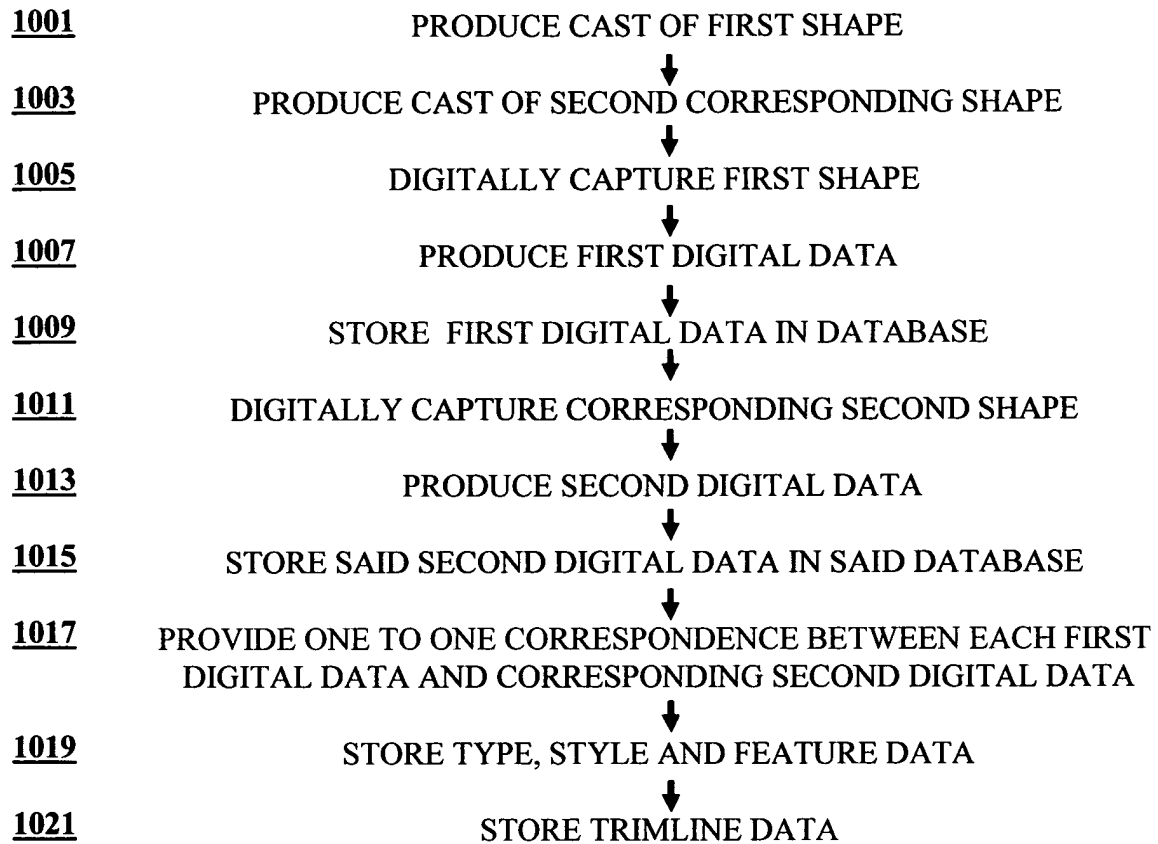 1001 PRODUCE CAST OF FIRST SHAPE
1003 PRODUCE CAST OF SECOND CORRESPONDING SHAPE
1005 DIGITALLY CAPTURE FIRST SHAPE
1007 PRODUCE FIRST DIGITAL DATA
1009 STORE FIRST DIGITAL DATA IN DATABASE
1011 DIGITALLY CAPTURE CORRESPONDING SECOND SHAPE
1013 PRODUCE SECOND DIGITAL DATA
1015 STORE SAID SECOND DIGITAL DATA IN SAID DATABASE
1017 PROVIDE ONE TO ONE CORRESPONDENCE BETWEEN EACH FIRST
DIGITAL DATA AND CORRESPONDING SECOND DIGITAL DATA
1019 STORE TYPE, STYLE AND FEATURE DATA
1021 STORE TRIMLINE DATA